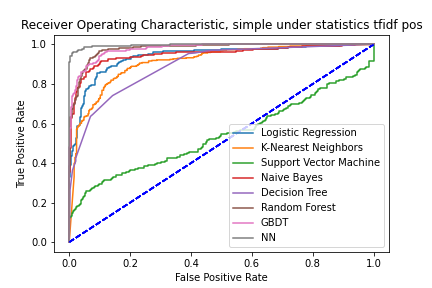 Receiver Operating Characteristic, simple under statistics tfidf pos
1.0
0.8
0.6
0.4
0.2
0.0
True Positive Rate
Logistic Regression
K-Nearest Neighbors
Support Vector Machine
Naive Bayes
Decision Tree
Random Forest
GBDT
NN
0.0 0.2 0.4 0.6 0.8 1.0
False Positive Rate